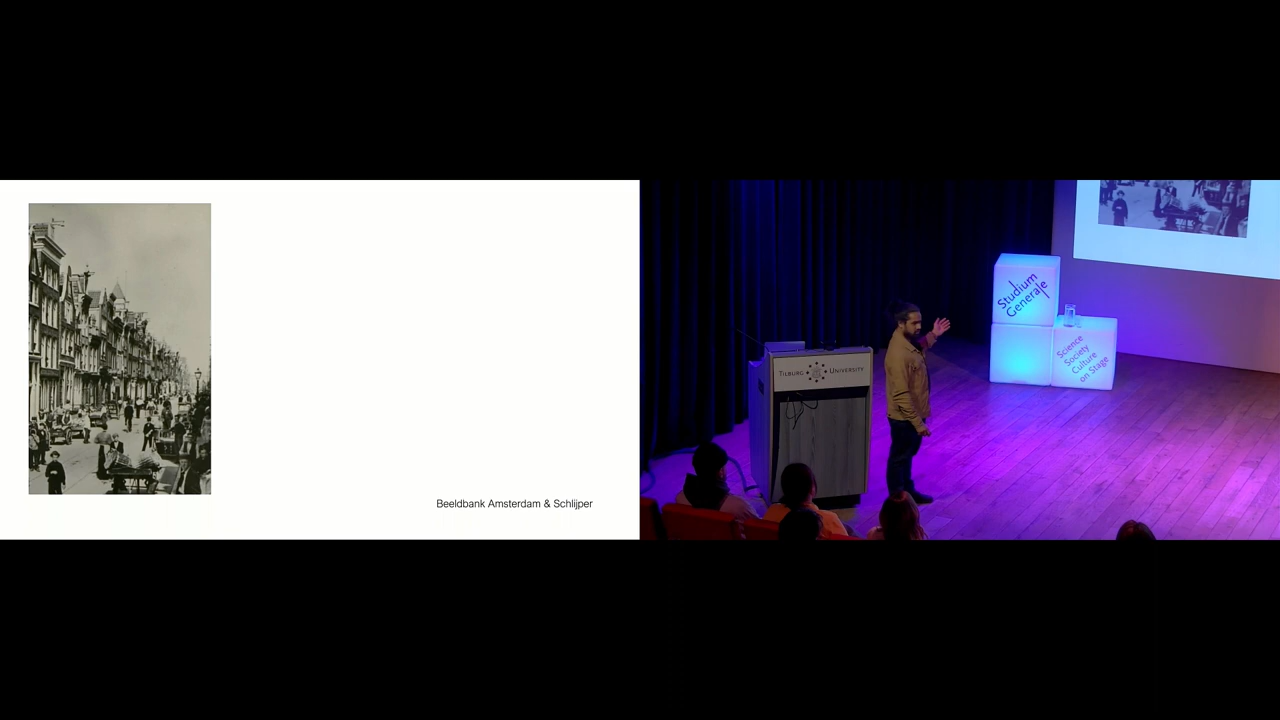 Beeldbank Amsterdam & Schlijper
TILBURG UNIVERSITY
Studium
Generale
Science
Society
Culture
on Stage